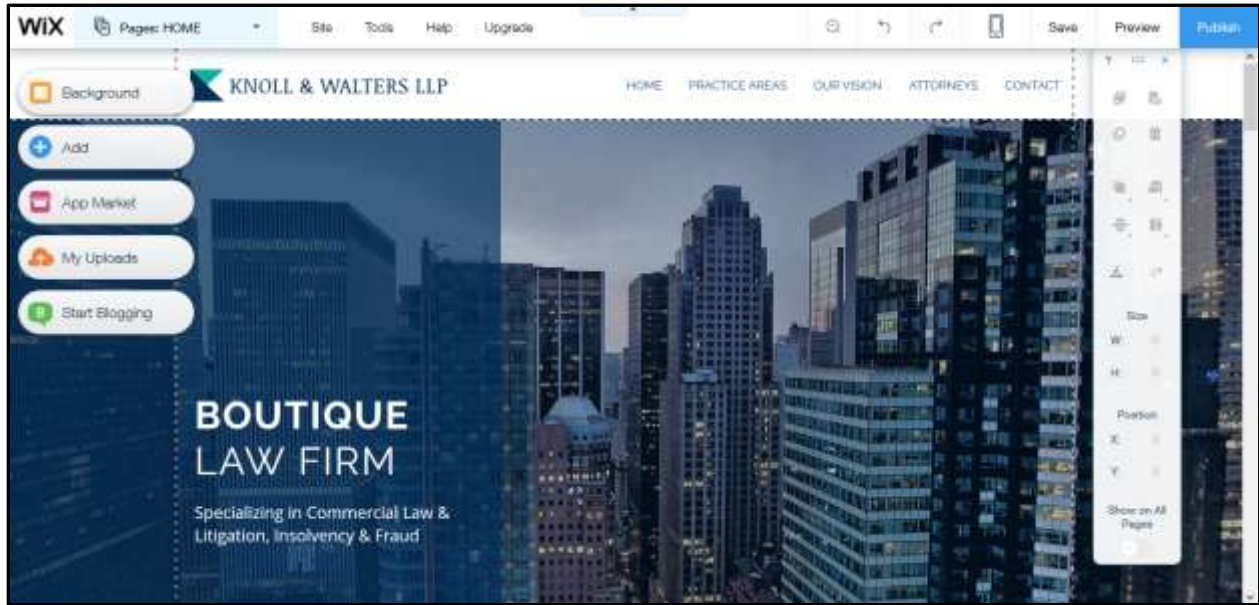 WiX Pages: HOME Site Tools Help Upgrade Save Preview Publish
KNOLL & WALTERS LLP HOME PRACTICE AREAS OUR VISION ATTORNEYS CONTACT
Background
Add
App Market
My Uploads
Start Blogging
BOUTIQUE
LAW FIRM
Specializing in Commercial Law &
Litigation, Insolvency & Fraud
Size
W:
H:
Position
X:
Y:
Show on All
Pages